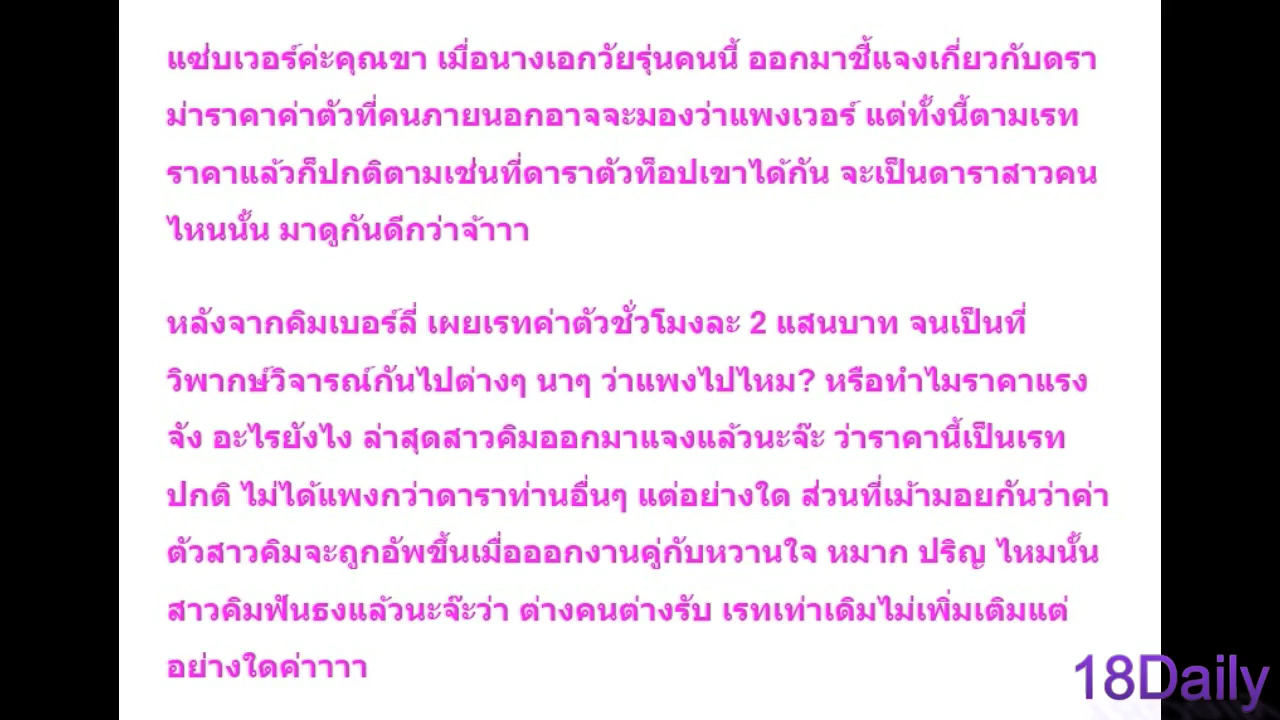 แซ่บเวอร์ค่ะคุณขา เมื่อนางเอกวัยรุ่นคนนี้ ออกมาชี้แจงเกี่ยวกับดรา
ม่าราคาค่าตัวที่คนภายนอกอาจจะมองว่าแพงเวอร์ แต่ทั้งนี้ตามเรท
ราคาแล้วก็ปกติตามเช่นที่ดาราตัวท็อปเขาได้กัน จะเป็นดาราสาวคน
ไหนนั้น มาดูกันดีกว่าจ้าาา
หลังจากคิมเบอร์ลี่ เผยเรทค่าตัวชั่วโมงละ 2 แสนบาท จนเป็นที่
วิพากษ์วิจารณ์กันไปต่างๆ นาๆ ว่าแพงไปไหม? หรือทำไมราคาแรง
จัง อะไรยังไง ล่าสุดสาวคิมออกมาแจงแล้วนะจ๊ะ ว่าราคานี้เป็นเรท
ปกติ ไม่ได้แพงกว่าดาราท่านอื่นๆ แต่อย่างใด ส่วนที่เม้ามอยกันว่าค่า
ตัวสาวคิมจะถูกอัพขึ้นเมื่อออกงานคู่กับหวานใจ หมาก ปริญ ไหมนั้น
สาวคิมฟันธงแล้วนะจ๊ะว่า ต่างคนต่างรับ เรทเท่าเดิมไม่เพิ่มเติมแต่
อย่างใดค่าาาา
18Daily